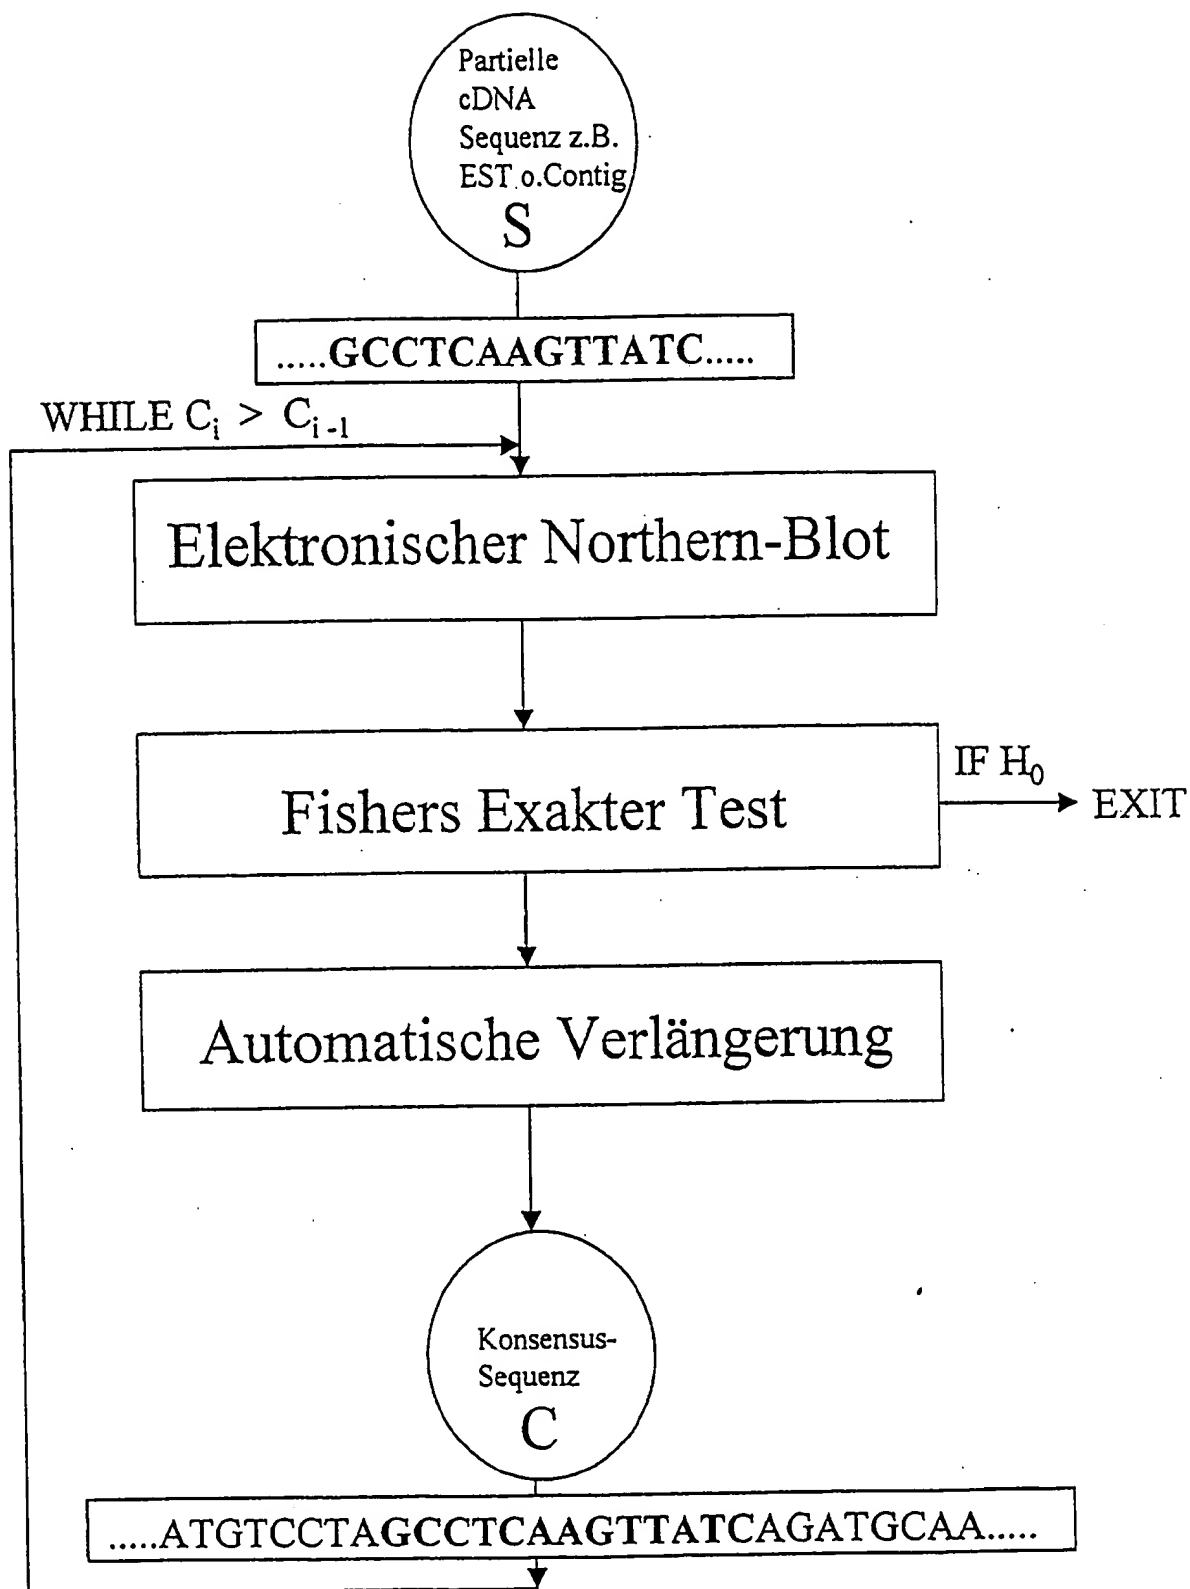 Partielle
cDNA
Sequenz z.B.
EST o.Contig
S
.....GCCTCAAGTTATC.....
WHILE Ci > Ci-1
Elektronischer Northern-Blot
Fishers Exakter Test
IF H0
EXIT
Automatische Verlängerung
Konsensus-
Sequenz
C
.....ATGTCCTAGCCTCAAGTTATCAGATGCAA.....